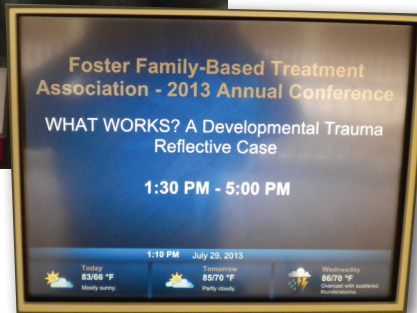 Foster Family-Based Treatment
Association - 2013 Annual Conference
WHAT WORKS? A Developmental Trauma
Reflective Case
1:30 PM - 5:00 PM
1:10 PM July 29, 2013
Today
83/66 °F
Mostly sunny.
Tomorrow
85/70 °F
Partly cloudy.
Wednesday
86/70 °F
Overcast with scattered
thunderstorms.